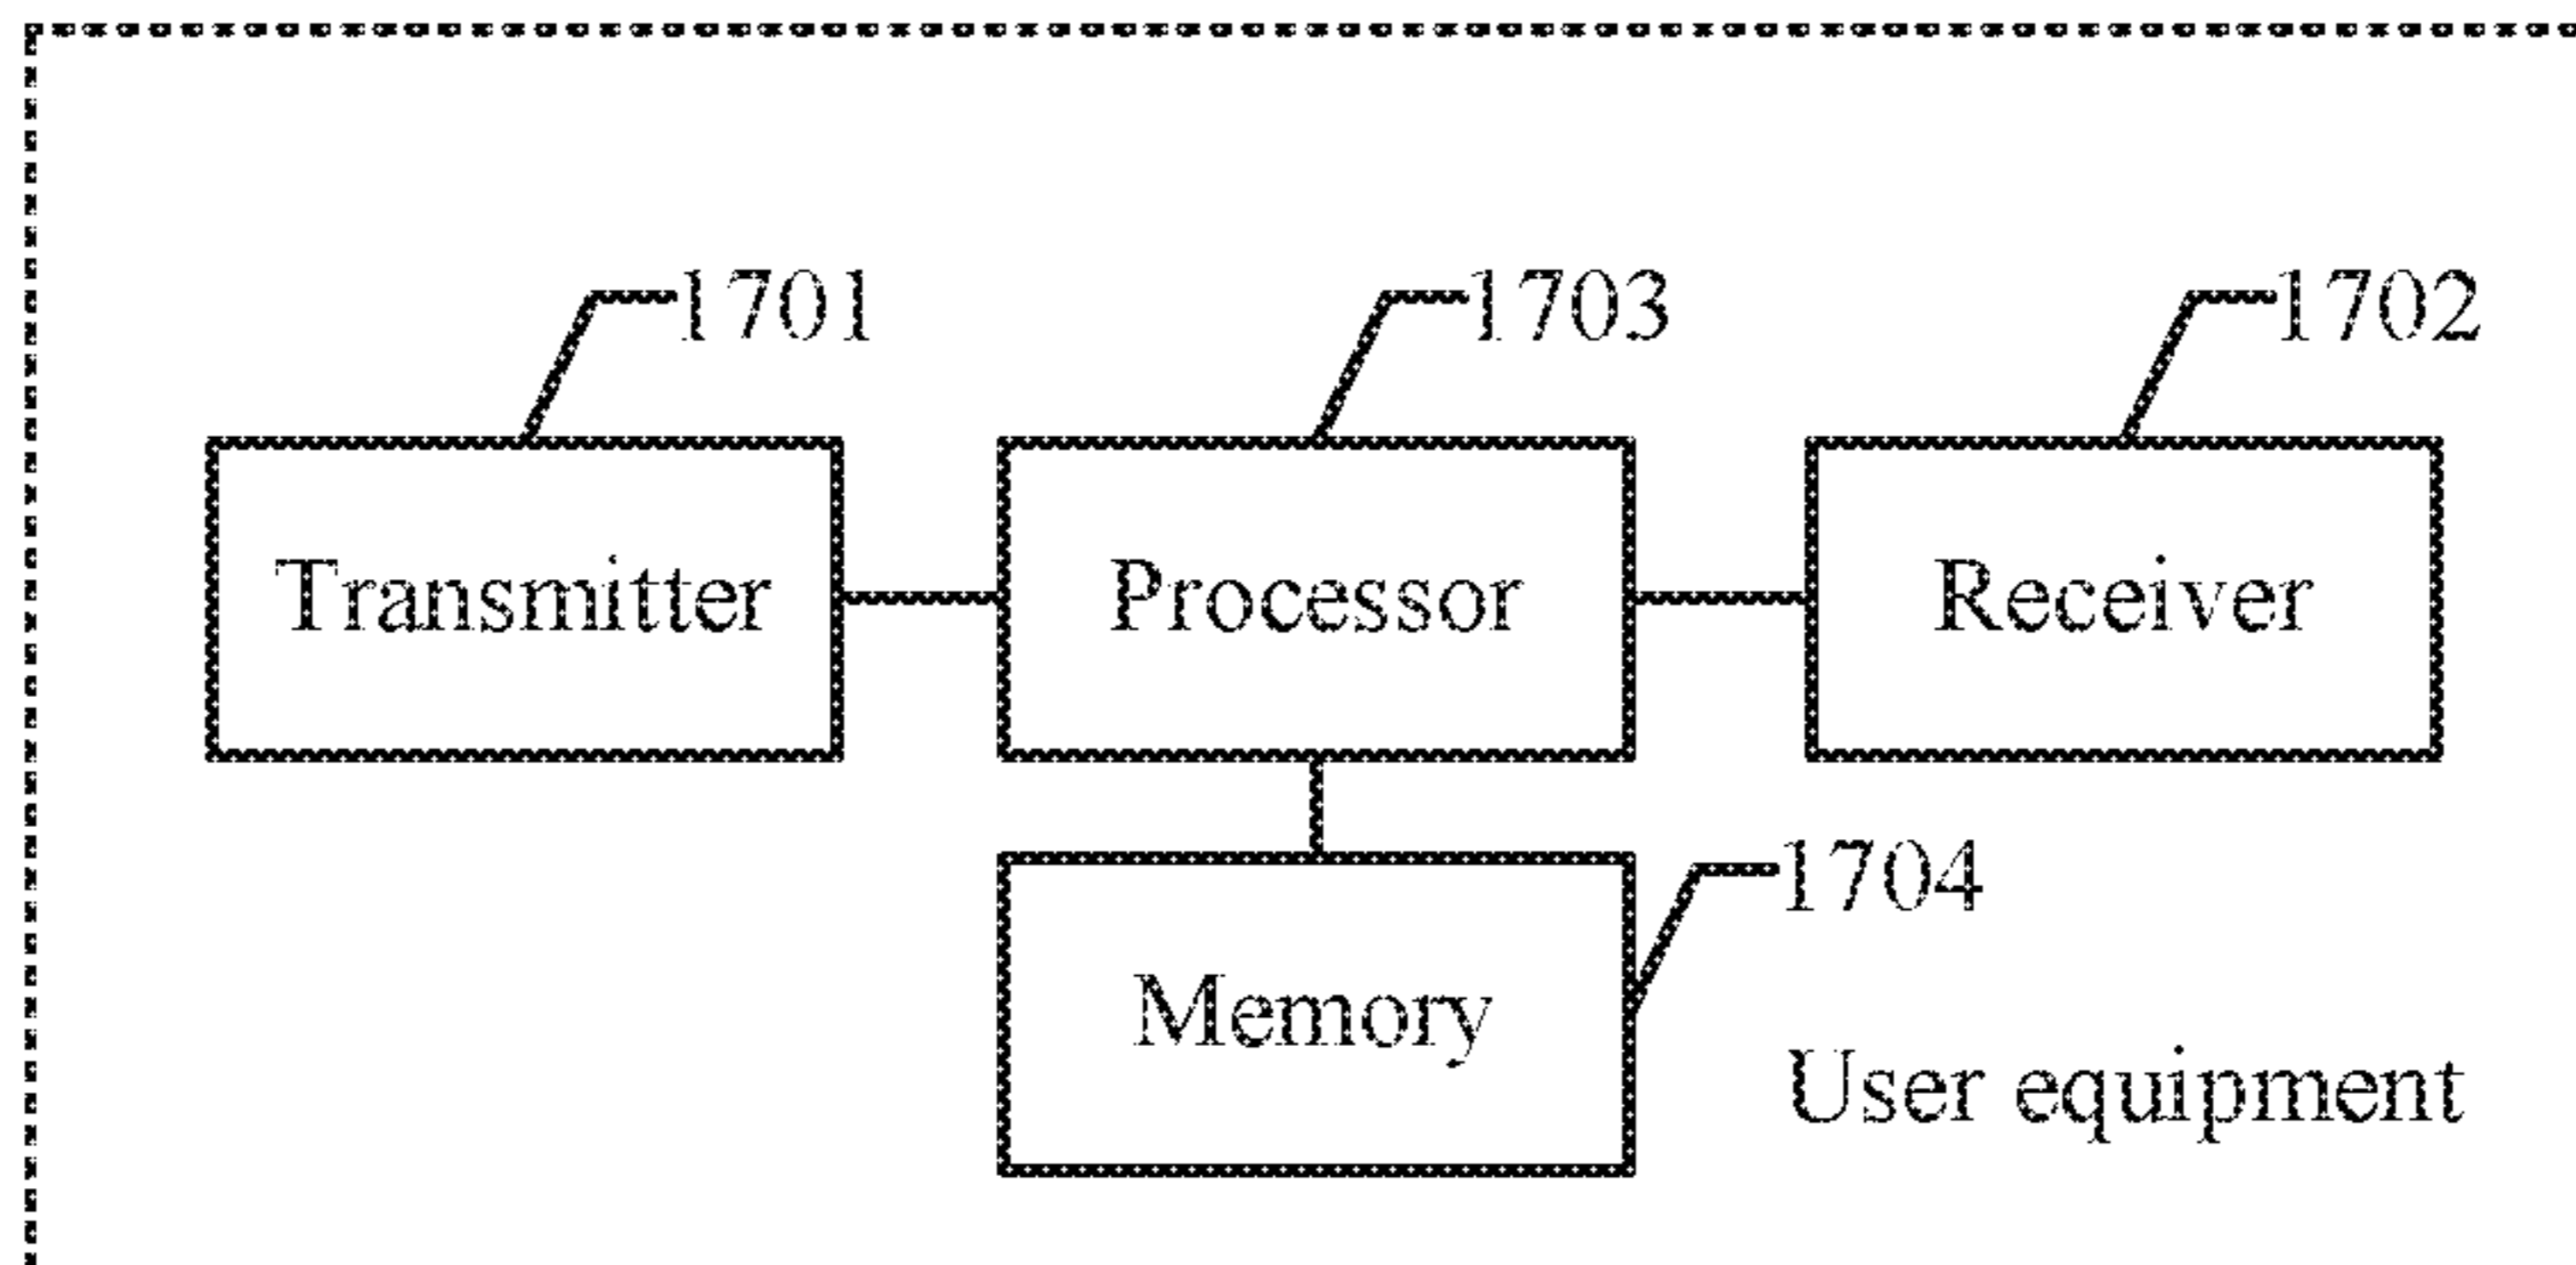 1701
1703
1702
Transmitter
Processor
Receiver
1704
Memory
User equipment